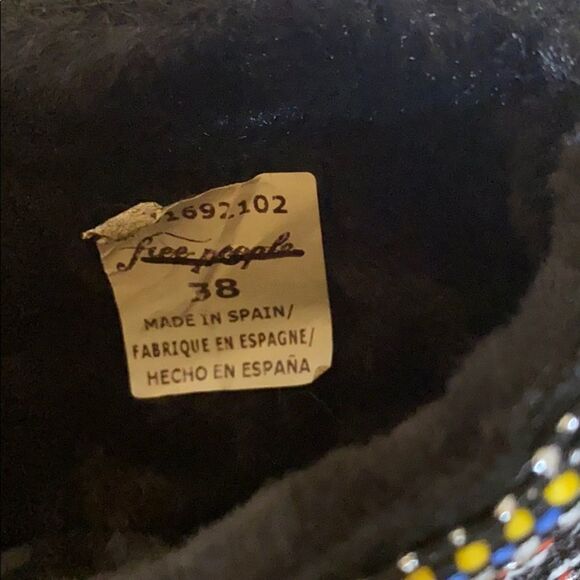 1692102
free people
38
MADE IN SPAIN/
FABRIQUE EN ESPAGNE/
HECHO EN ESPAÑA